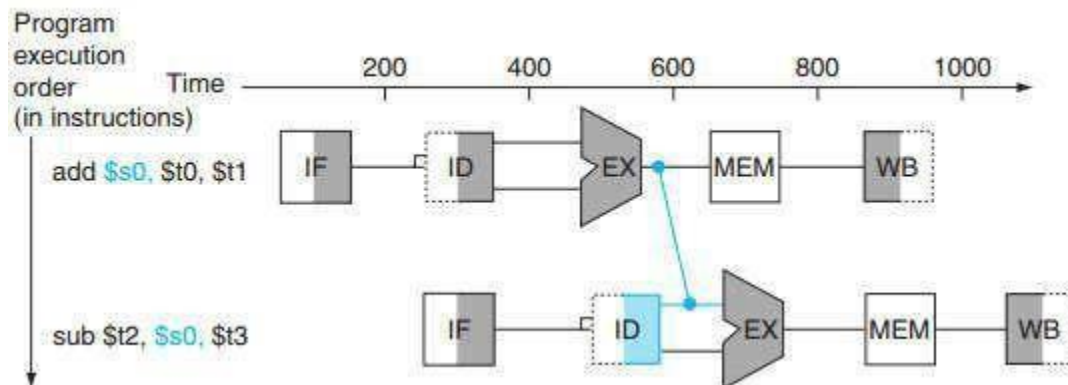 Program
execution
order
(in instructions)
Time
200 400 600 800 1000
add $s0, $t0, $t1
IF ID EX MEM WB
sub $t2, $s0, $t3
IF ID EX MEM WB